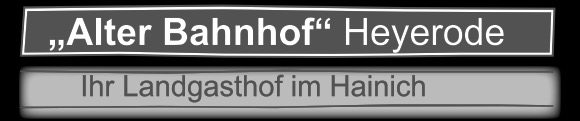 „Alter Bahnhof“ Heyerode
Ihr Landgasthof im Hainich